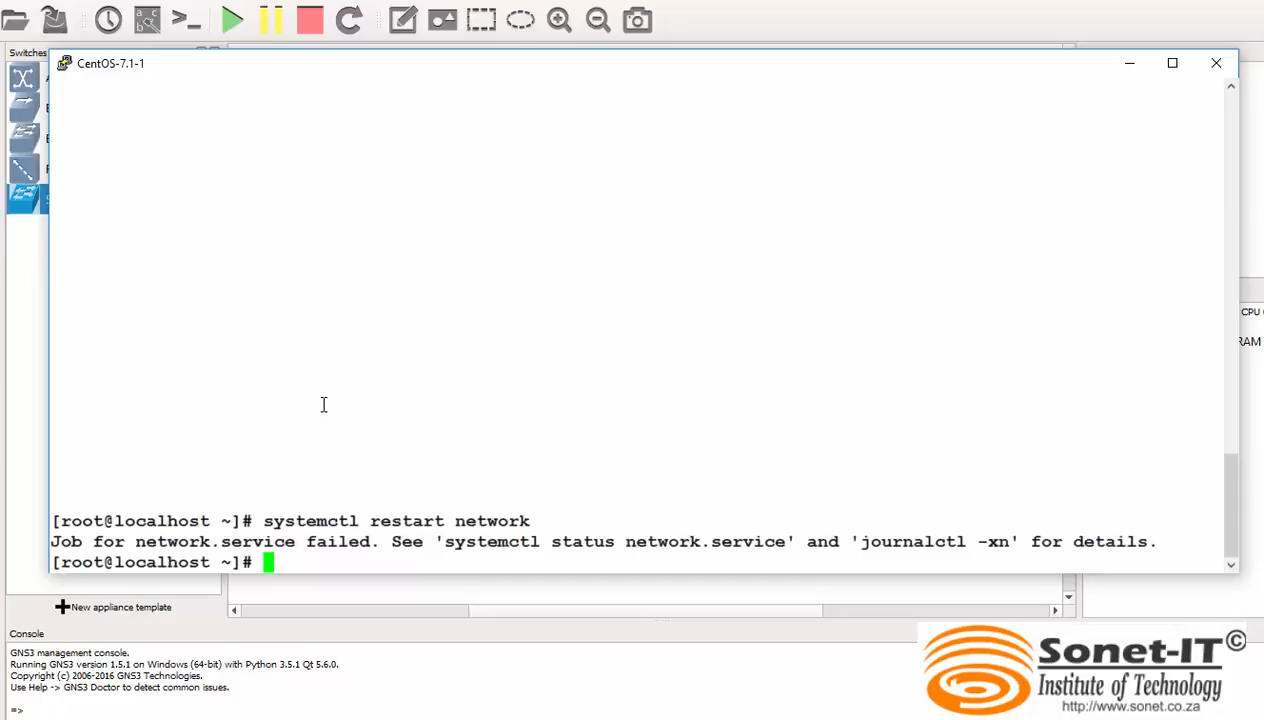 Switches
CentOS-7.1-1
CPU
RAM
[root@localhost ~]# systemctl restart network
Job for network.service failed. See 'systemctl status network.service' and 'journalctl -xn' for details.
[root@localhost ~]#
New appliance template
Console
GNS3 management console.
Running GNS3 version 1.5.1 on Windows (64-bit) with Python 3.5.1 Qt 5.6.0.
Copyright (c) 2006-2016 GNS3 Technologies.
Use Help -> GNS3 Doctor to detect common issues.
=>
Sonet-IT©
Institute of Technology
http://www.sonet.co.za